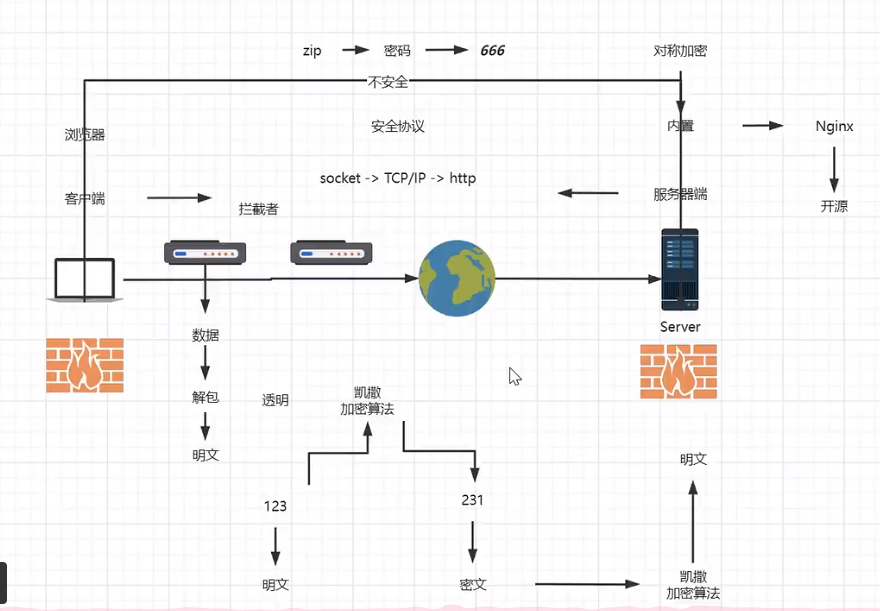 zip
密码
666
对称加密
不安全
浏览器
安全协议
内置
Nginx
socket -> TCP/IP -> http
客户端
拦截者
服务器端
开源
Server
数据
解包
透明
凯撒
加密算法
明文
明文
123
231
明文
密文
凯撒
加密算法